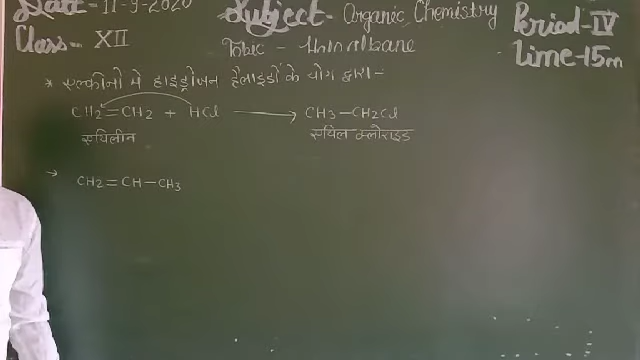 Date - 11-9-2020
Subject - Organic Chemistry
Period - IV
Class - XII
Topic - Haloalkane
Time - 15m
* एल्कीनो मे हाइड्रोजन हैलाइडों के योग द्वारा -
CH2=CH2 + HCl ⟶ CH3-CH2Cl
एथिलीन एथिल क्लोराइड
→ CH2=CH-CH3